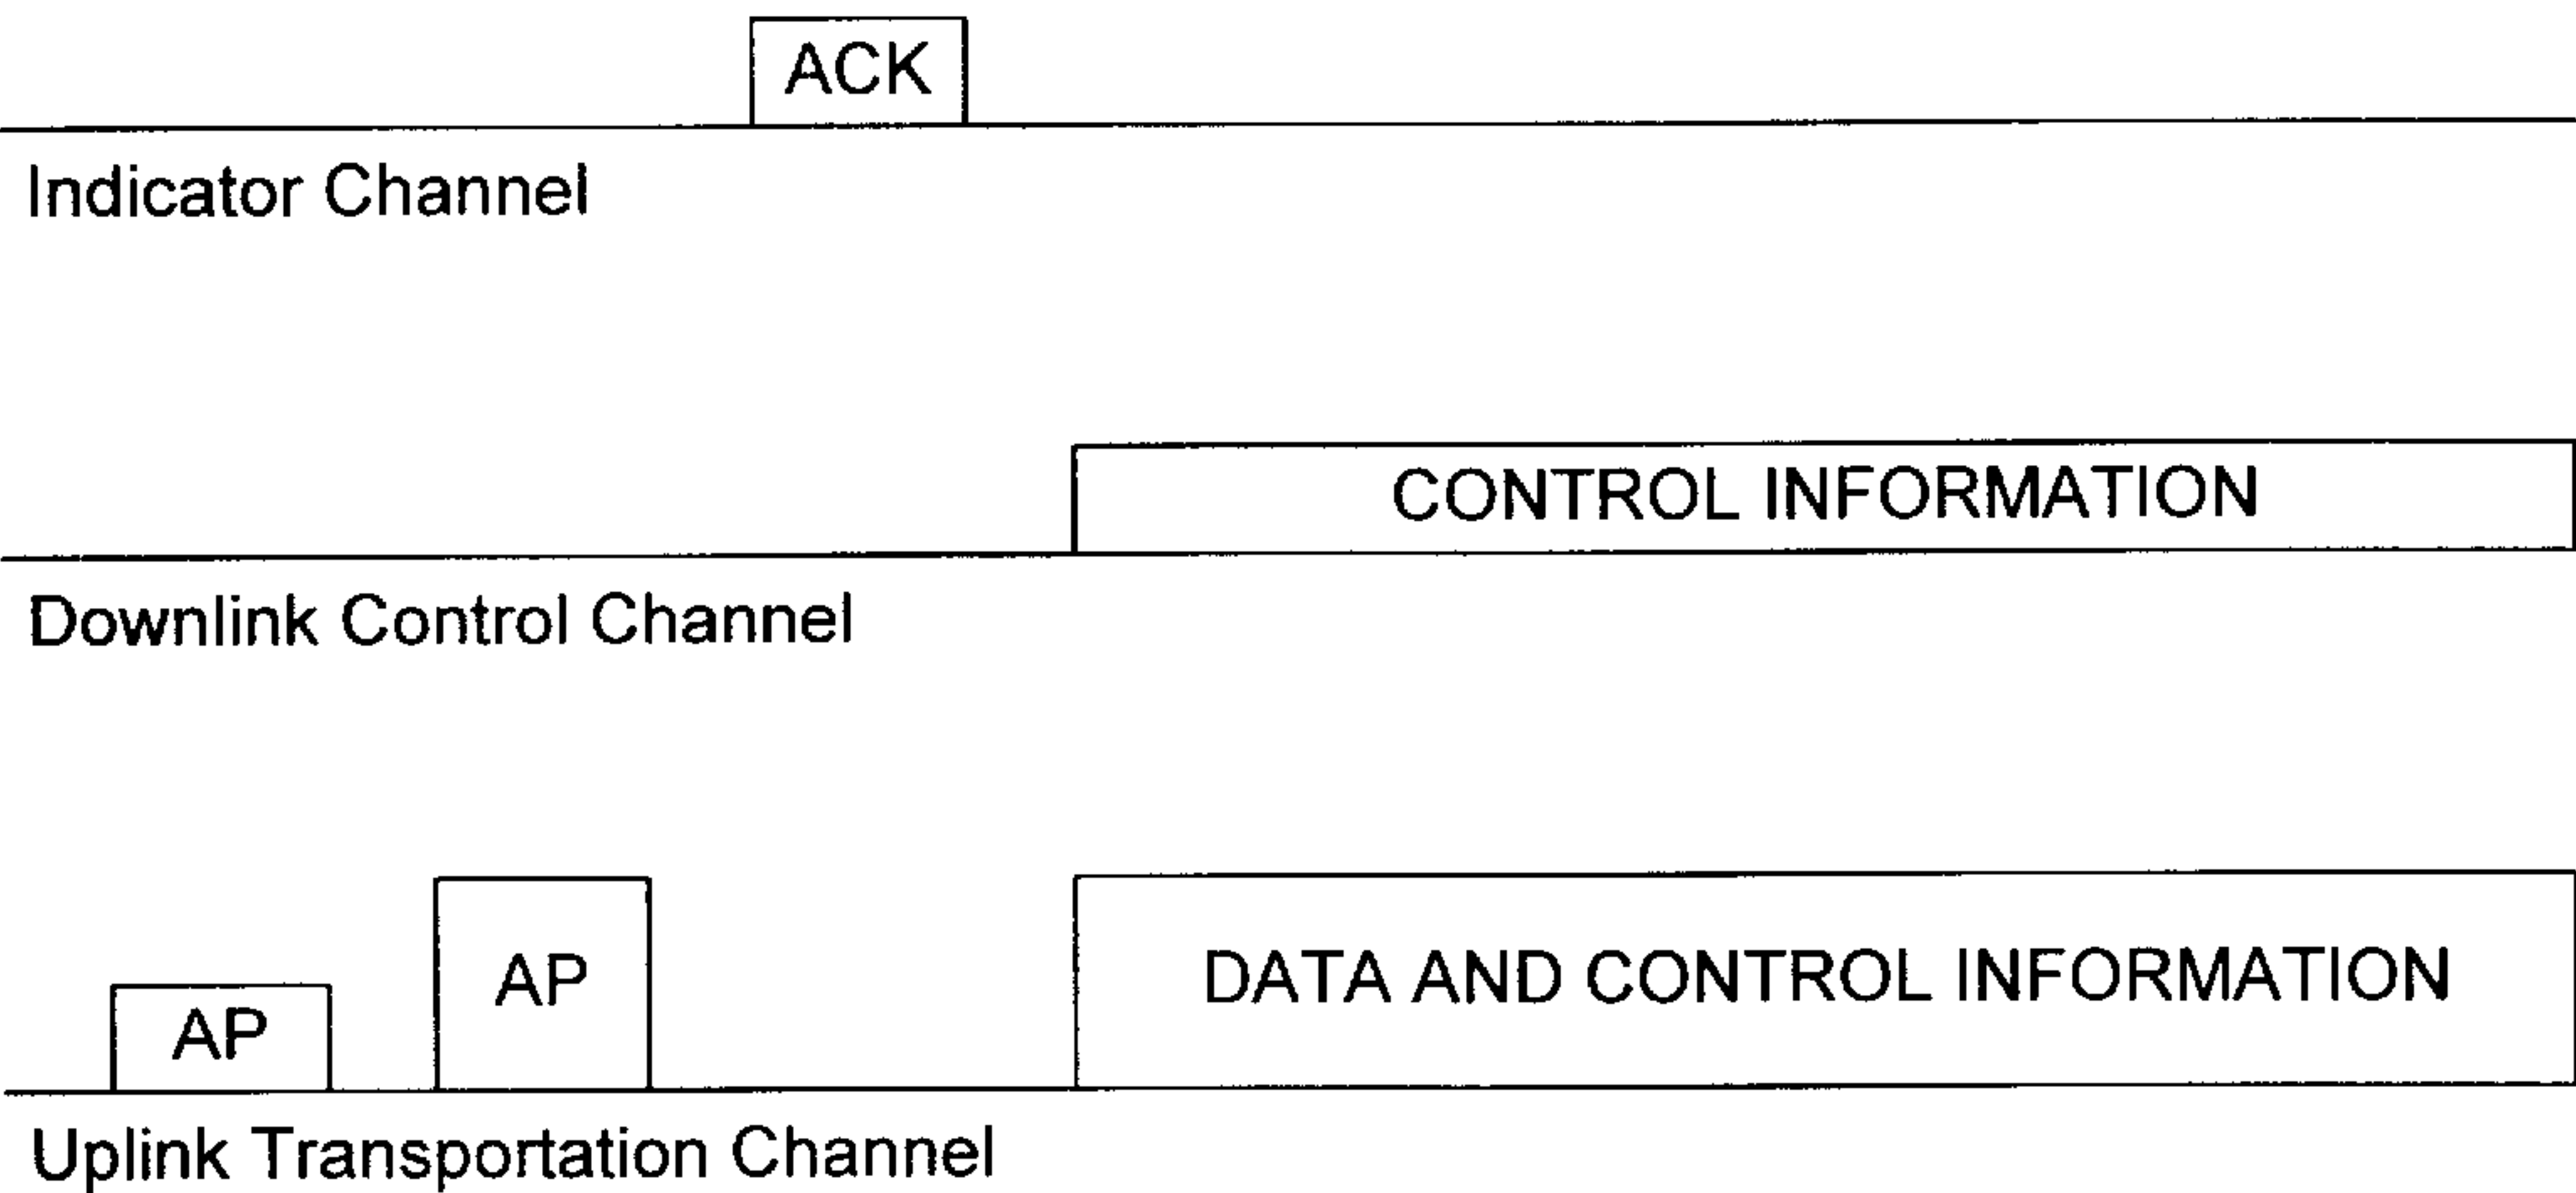 ACK
Indicator Channel
CONTROL INFORMATION
Downlink Control Channel
AP
AP
DATA AND CONTROL INFORMATION
Uplink Transportation Channel